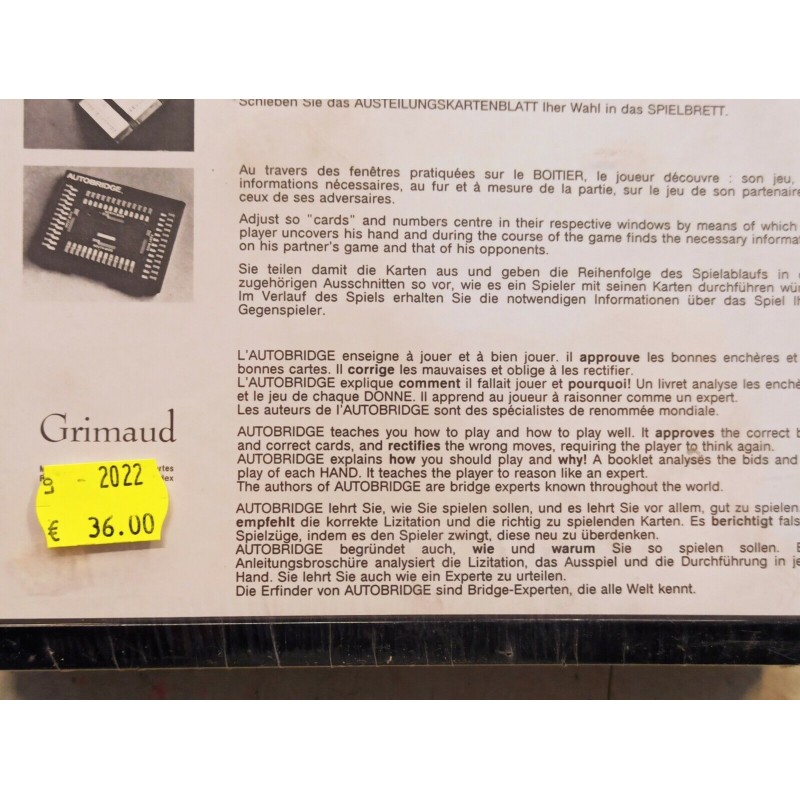 Schieben Sie das AUSTEILUNGSKARTENBLATT Iher Wahl in das SPIELBRETT.
AUTOBRIDGE
Au travers des fenêtres pratiquées sur le BOITIER, le joueur découvre : son jeu,
informations nécessaires, au fur et à mesure de la partie, sur le jeu de son partenaire
ceux de ses adversaires.
Adjust so "cards" and numbers centre in their respective windows by means of which
player uncovers his hand and during the course of the game finds the necessary informat
on his partner's game and that of his opponents.
Sie teilen damit die Karten aus und geben die Reihenfolge des Spielablaufs in
zugehörigen Ausschnitten so vor, wie es ein Spieler mit seinen Karten durchführen wü
Im Verlauf des Spiels erhalten Sie die notwendigen Informationen über das Spiel Ih
Gegenspieler.
L'AUTOBRIDGE enseigne à jouer et à bien jouer. il approuve les bonnes enchères et
bonnes cartes. Il corrige les mauvaises et oblige à les rectifier.
L'AUTOBRIDGE explique comment il fallait jouer et pourquoi! Un livret analyse les enchè
et le jeu de chaque DONNE. Il apprend au joueur à raisonner comme un expert.
Les auteurs de l'AUTOBRIDGE sont des spécialistes de renommée mondiale.
Grimaud
AUTOBRIDGE teaches you how to play and how to play well. It approves the correct b
and correct cards, and rectifies the wrong moves, requiring the player to think again.
AUTOBRIDGE explains how you should play and why! A booklet analyses the bids and
play of each HAND. It teaches the player to reason like an expert.
The authors of AUTOBRIDGE are bridge experts known throughout the world.
2022
€ 36.00
AUTOBRIDGE lehrt Sie, wie Sie spielen sollen, und es lehrt Sie vor allem, gut zu spielen.
empfehlt die korrekte Lizitation und die richtig zu spielenden Karten. Es berichtigt fals
Spielzüge, indem es den Spieler zwingt, diese neu zu überdenken.
AUTOBRIDGE begründet auch, wie und warum Sie so spielen sollen. E
Anleitungsbroschüre analysiert die Lizitation, das Ausspiel und die Durchführung in je
Hand. Sie lehrt Sie auch wie ein Experte zu urteilen.
Die Erfinder von AUTOBRIDGE sind Bridge-Experten, die alle Welt kennt.